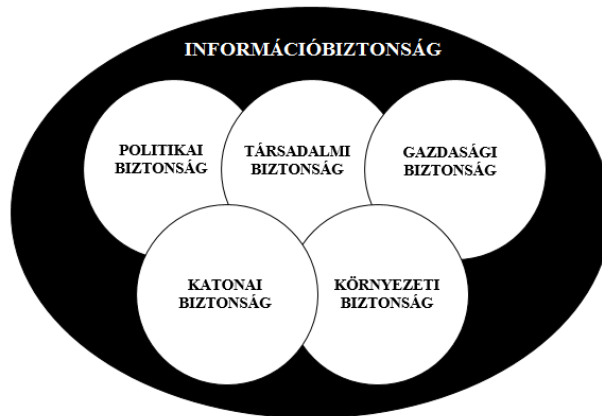 INFORMÁCIÓBIZTONSÁG
POLITIKAI
BIZTONSÁG
TÁRSADALMI
BIZTONSÁG
GAZDASÁGI
BIZTONSÁG
KATONAI
BIZTONSÁG
KÖRNYEZETI
BIZTONSÁG